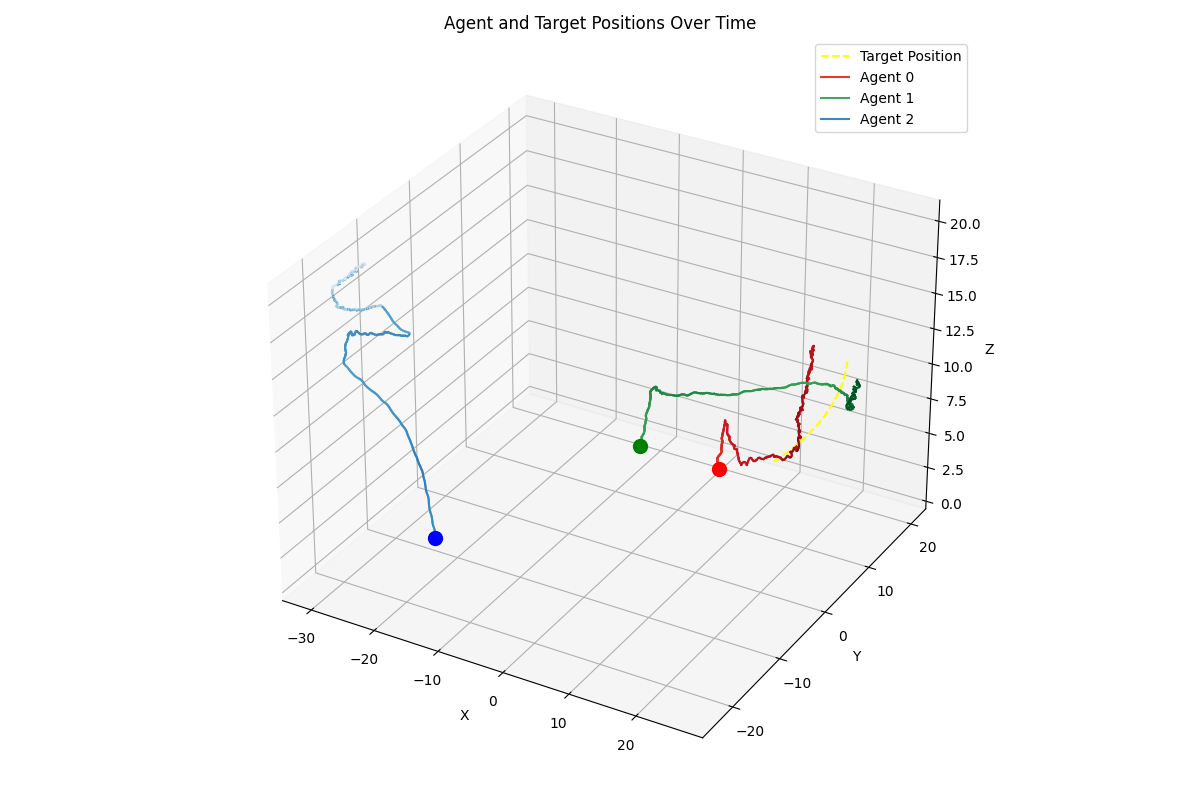 Agent and Target Positions Over Time
Target Position
Agent 0
Agent 1
Agent 2
20.0
17.5
15.0
12.5
Z
10.0
7.5
5.0
2.5
0.0
20
10
0
Y
−10
−20
−30
−20
−10
0
X
10
20